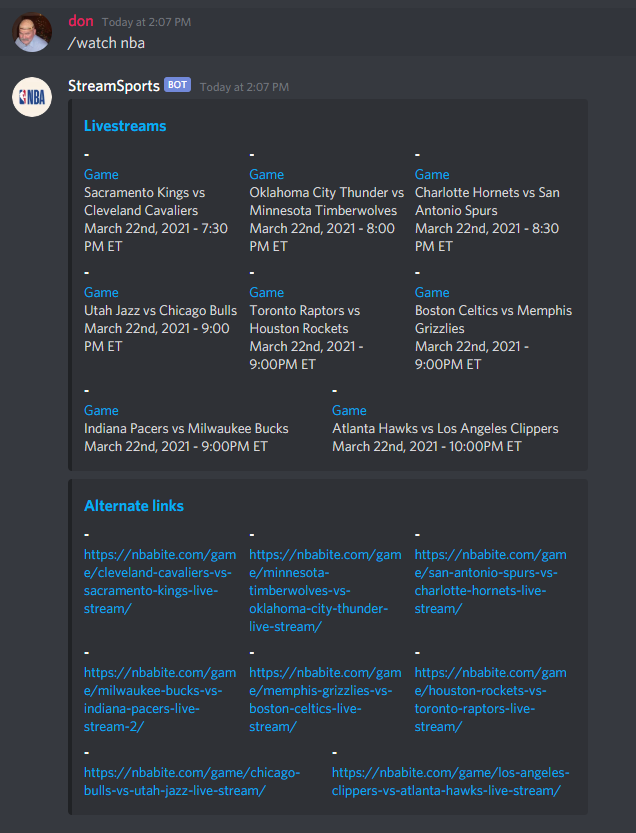 don Today at 2:07 PM
/watch nba
NBA
StreamSports BOT Today at 2:07 PM
Livestreams
-
Game
Sacramento Kings vs
Cleveland Cavaliers
March 22nd, 2021 - 7:30
PM ET
-
Game
Oklahoma City Thunder vs
Minnesota Timberwolves
March 22nd, 2021 - 8:00
PM ET
-
Game
Charlotte Hornets vs San
Antonio Spurs
March 22nd, 2021 - 8:30
PM ET
-
Game
Utah Jazz vs Chicago Bulls
March 22nd, 2021 - 9:00
PM ET
-
Game
Toronto Raptors vs
Houston Rockets
March 22nd, 2021 -
9:00PM ET
-
Game
Boston Celtics vs Memphis
Grizzlies
March 22nd, 2021 -
9:00PM ET
-
Game
Indiana Pacers vs Milwaukee Bucks
March 22nd, 2021 - 9:00PM ET
-
Game
Atlanta Hawks vs Los Angeles Clippers
March 22nd, 2021 - 10:00PM ET
Alternate links
-
https://nbabite.com/gam
e/cleveland-cavaliers-vs-
sacramento-kings-live-
stream/
-
https://nbabite.com/gam
e/minnesota-
timberwolves-vs-
oklahoma-city-thunder-
live-stream/
-
https://nbabite.com/gam
e/san-antonio-spurs-vs-
charlotte-hornets-live-
stream/
-
https://nbabite.com/gam
e/milwaukee-bucks-vs-
indiana-pacers-live-
stream-2/
-
https://nbabite.com/gam
e/memphis-grizzlies-vs-
boston-celtics-live-
stream/
-
https://nbabite.com/gam
e/houston-rockets-vs-
toronto-raptors-live-
stream/
-
https://nbabite.com/game/chicago-
bulls-vs-utah-jazz-live-stream/
-
https://nbabite.com/game/los-angeles-
clippers-vs-atlanta-hawks-live-stream/